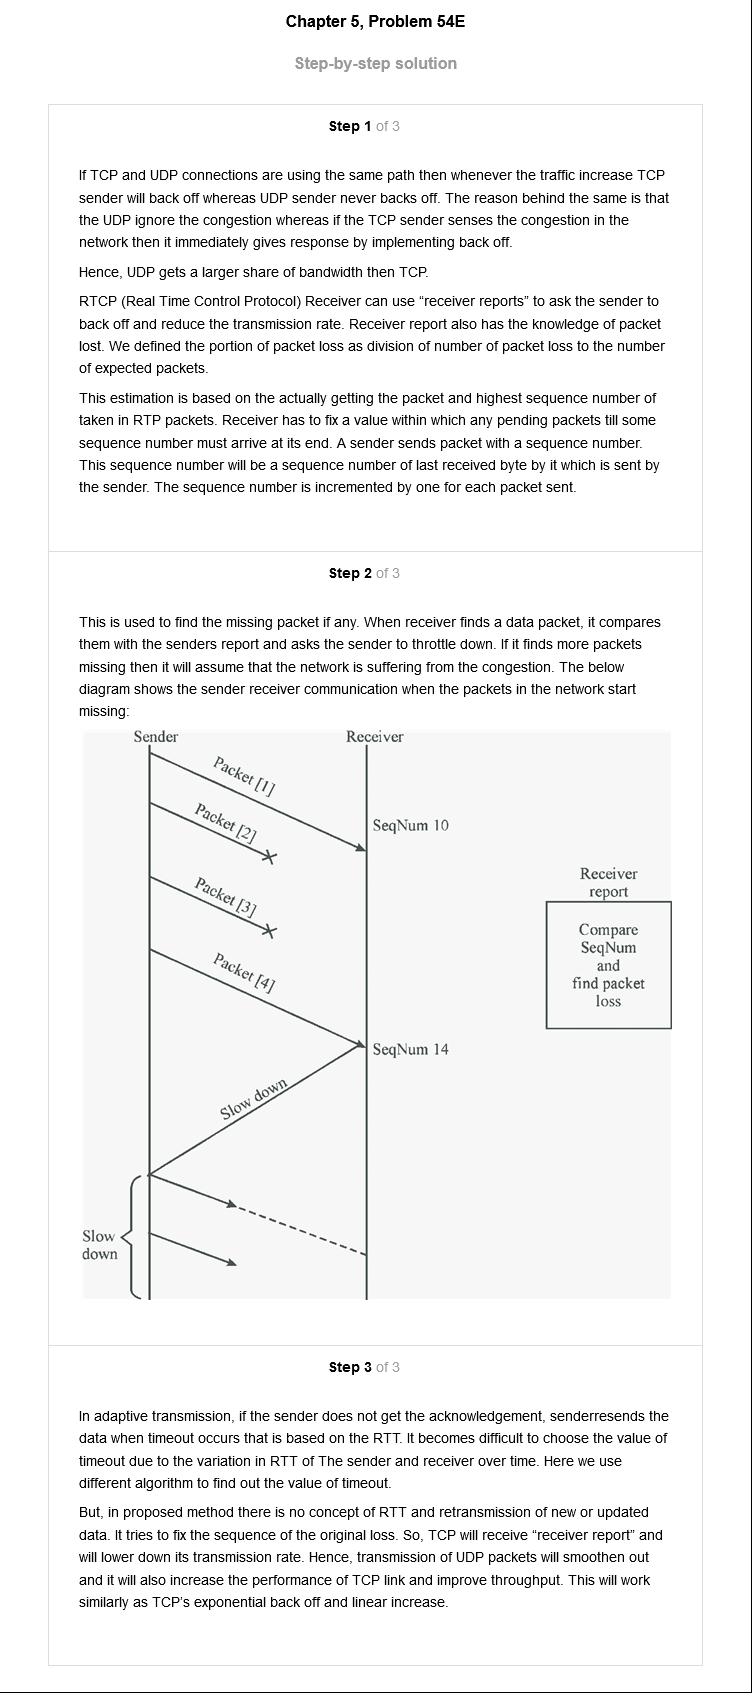 Chapter 5, Problem 54E
Step-by-step solution
Step 1 of 3
If TCP and UDP connections are using the same path then whenever the traffic increase TCP
sender will back off whereas UDP sender never backs off. The reason behind the same is that
the UDP ignore the congestion whereas if the TCP sender senses the congestion in the
network then it immediately gives response by implementing back off.
Hence, UDP gets a larger share of bandwidth then TCP.
RTCP (Real Time Control Protocol) Receiver can use “receiver reports” to ask the sender to
back off and reduce the transmission rate. Receiver report also has the knowledge of packet
lost. We defined the portion of packet loss as division of number of packet loss to the number
of expected packets.
This estimation is based on the actually getting the packet and highest sequence number of
taken in RTP packets. Receiver has to fix a value within which any pending packets till some
sequence number must arrive at its end. A sender sends packet with a sequence number.
This sequence number will be a sequence number of last received byte by it which is sent by
the sender. The sequence number is incremented by one for each packet sent.
Step 2 of 3
This is used to find the missing packet if any. When receiver finds a data packet, it compares
them with the senders report and asks the sender to throttle down. If it finds more packets
missing then it will assume that the network is suffering from the congestion. The below
diagram shows the sender receiver communication when the packets in the network start
missing:
Sender
Receiver
Packet [1]
Packet [2]
SeqNum 10
Packet [3]
Receiver
report
Compare
SeqNum
and
find packet
loss
Packet [4]
SeqNum 14
Slow down
Slow
down
Step 3 of 3
In adaptive transmission, if the sender does not get the acknowledgement, senderresends the
data when timeout occurs that is based on the RTT. It becomes difficult to choose the value of
timeout due to the variation in RTT of The sender and receiver over time. Here we use
different algorithm to find out the value of timeout.
But, in proposed method there is no concept of RTT and retransmission of new or updated
data. It tries to fix the sequence of the original loss. So, TCP will receive “receiver report” and
will lower down its transmission rate. Hence, transmission of UDP packets will smoothen out
and it will also increase the performance of TCP link and improve throughput. This will work
similarly as TCP's exponential back off and linear increase.